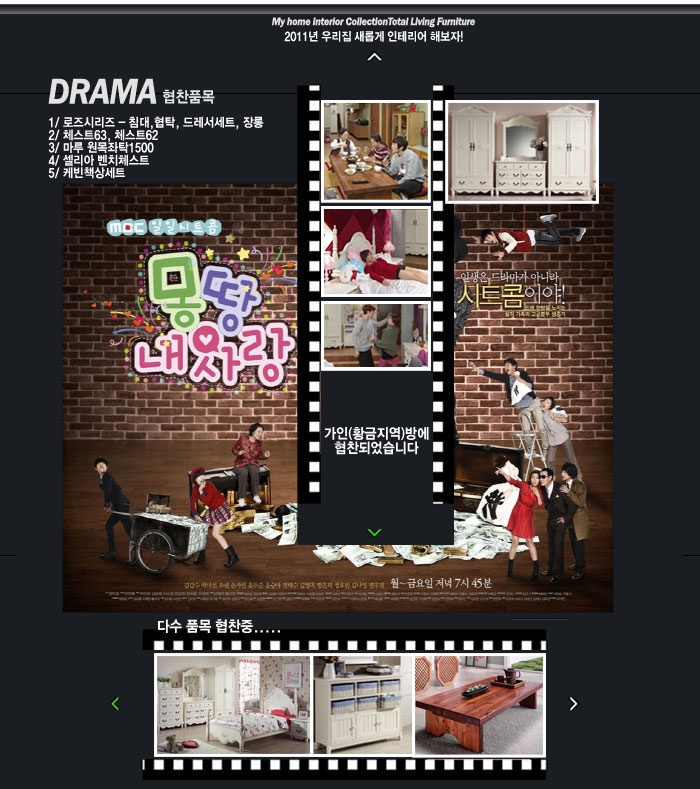 My home Interior CollectionTotal Living Furniture
2011년 우리집 새롭게 인테리어 해보자!
DRAMA 협찬품목
1/ 로즈시리즈 - 침대,협탁, 드레서세트, 장롱
2/ 체스트63, 체스트62
3/ 마루 원목좌탁1500
4/ 셀리아 벤치체스트
5/ 케빈책상세트
mbc 일일시트콤
몽땅
내사랑
인생은 드라마가 아니라
시트콤이야!
가인(황금지역)방에
협찬되었습니다
월~금요일 저녁 7시 45분
다수 품목 협찬중.....